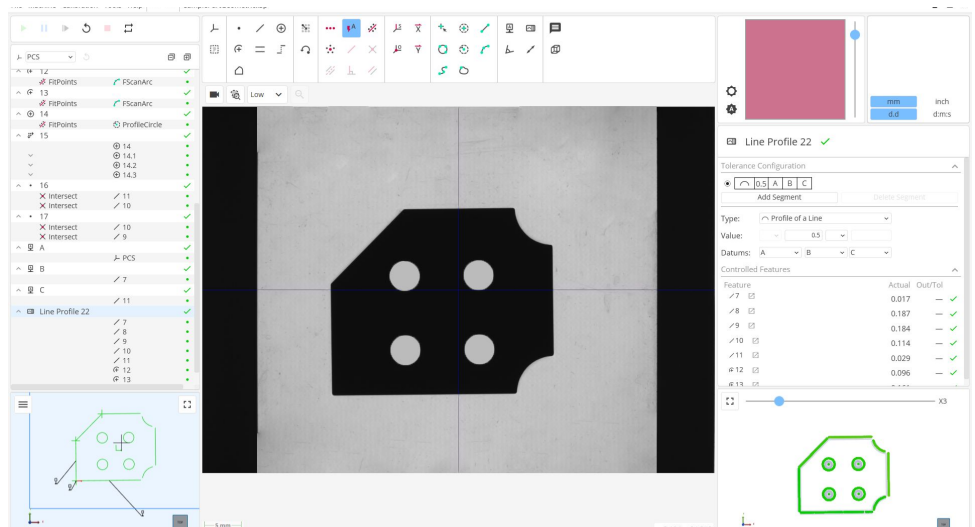 PCS
Low
12
FitPoints FScanArc
13
FitPoints FScanArc
14
FitPoints ProfileCircle
15
14
14.1
14.2
14.3
16
Intersect 11
Intersect 10
17
Intersect 10
Intersect 9
A
PCS
B
7
C
11
Line Profile 22
7
8
9
10
11
12
13
5 mm
mm inch
d.d d:m:s
Line Profile 22
Tolerance Configuration
0.5 A B C
Add Segment Delete Segment
Type: Profile of a Line
Value: 0.5
Datums: A B C
Controlled Features
Feature Actual Out/Tol
7 0.017 —
8 0.187 —
9 0.184 —
10 0.114 —
11 0.029 —
12 0.096 —
13
X3